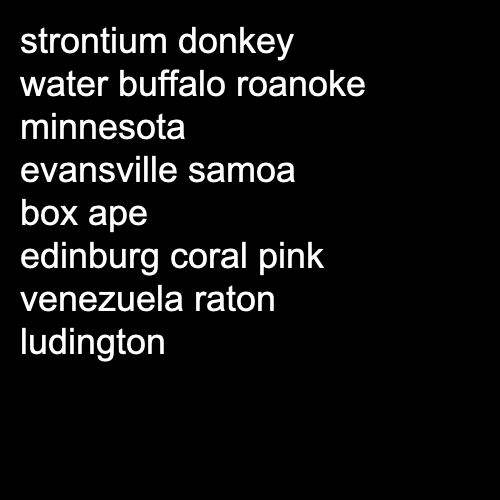 strontium donkey
water buffalo roanoke
minnesota
evansville samoa
box ape
edinburg coral pink
venezuela raton
ludington